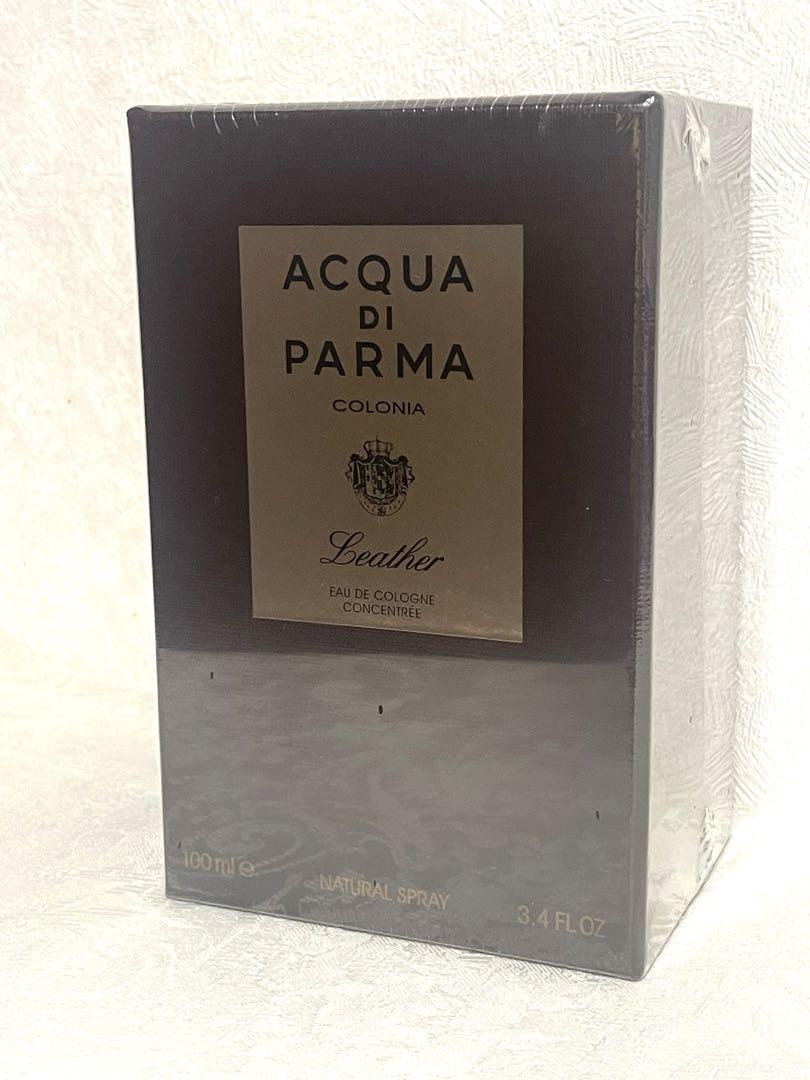 ACQUA
DI
PARMA
COLONIA
Leather
EAU DE COLOGNE
CONCENTRÉE
100 ml ℮
NATURAL SPRAY
3.4 FL OZ